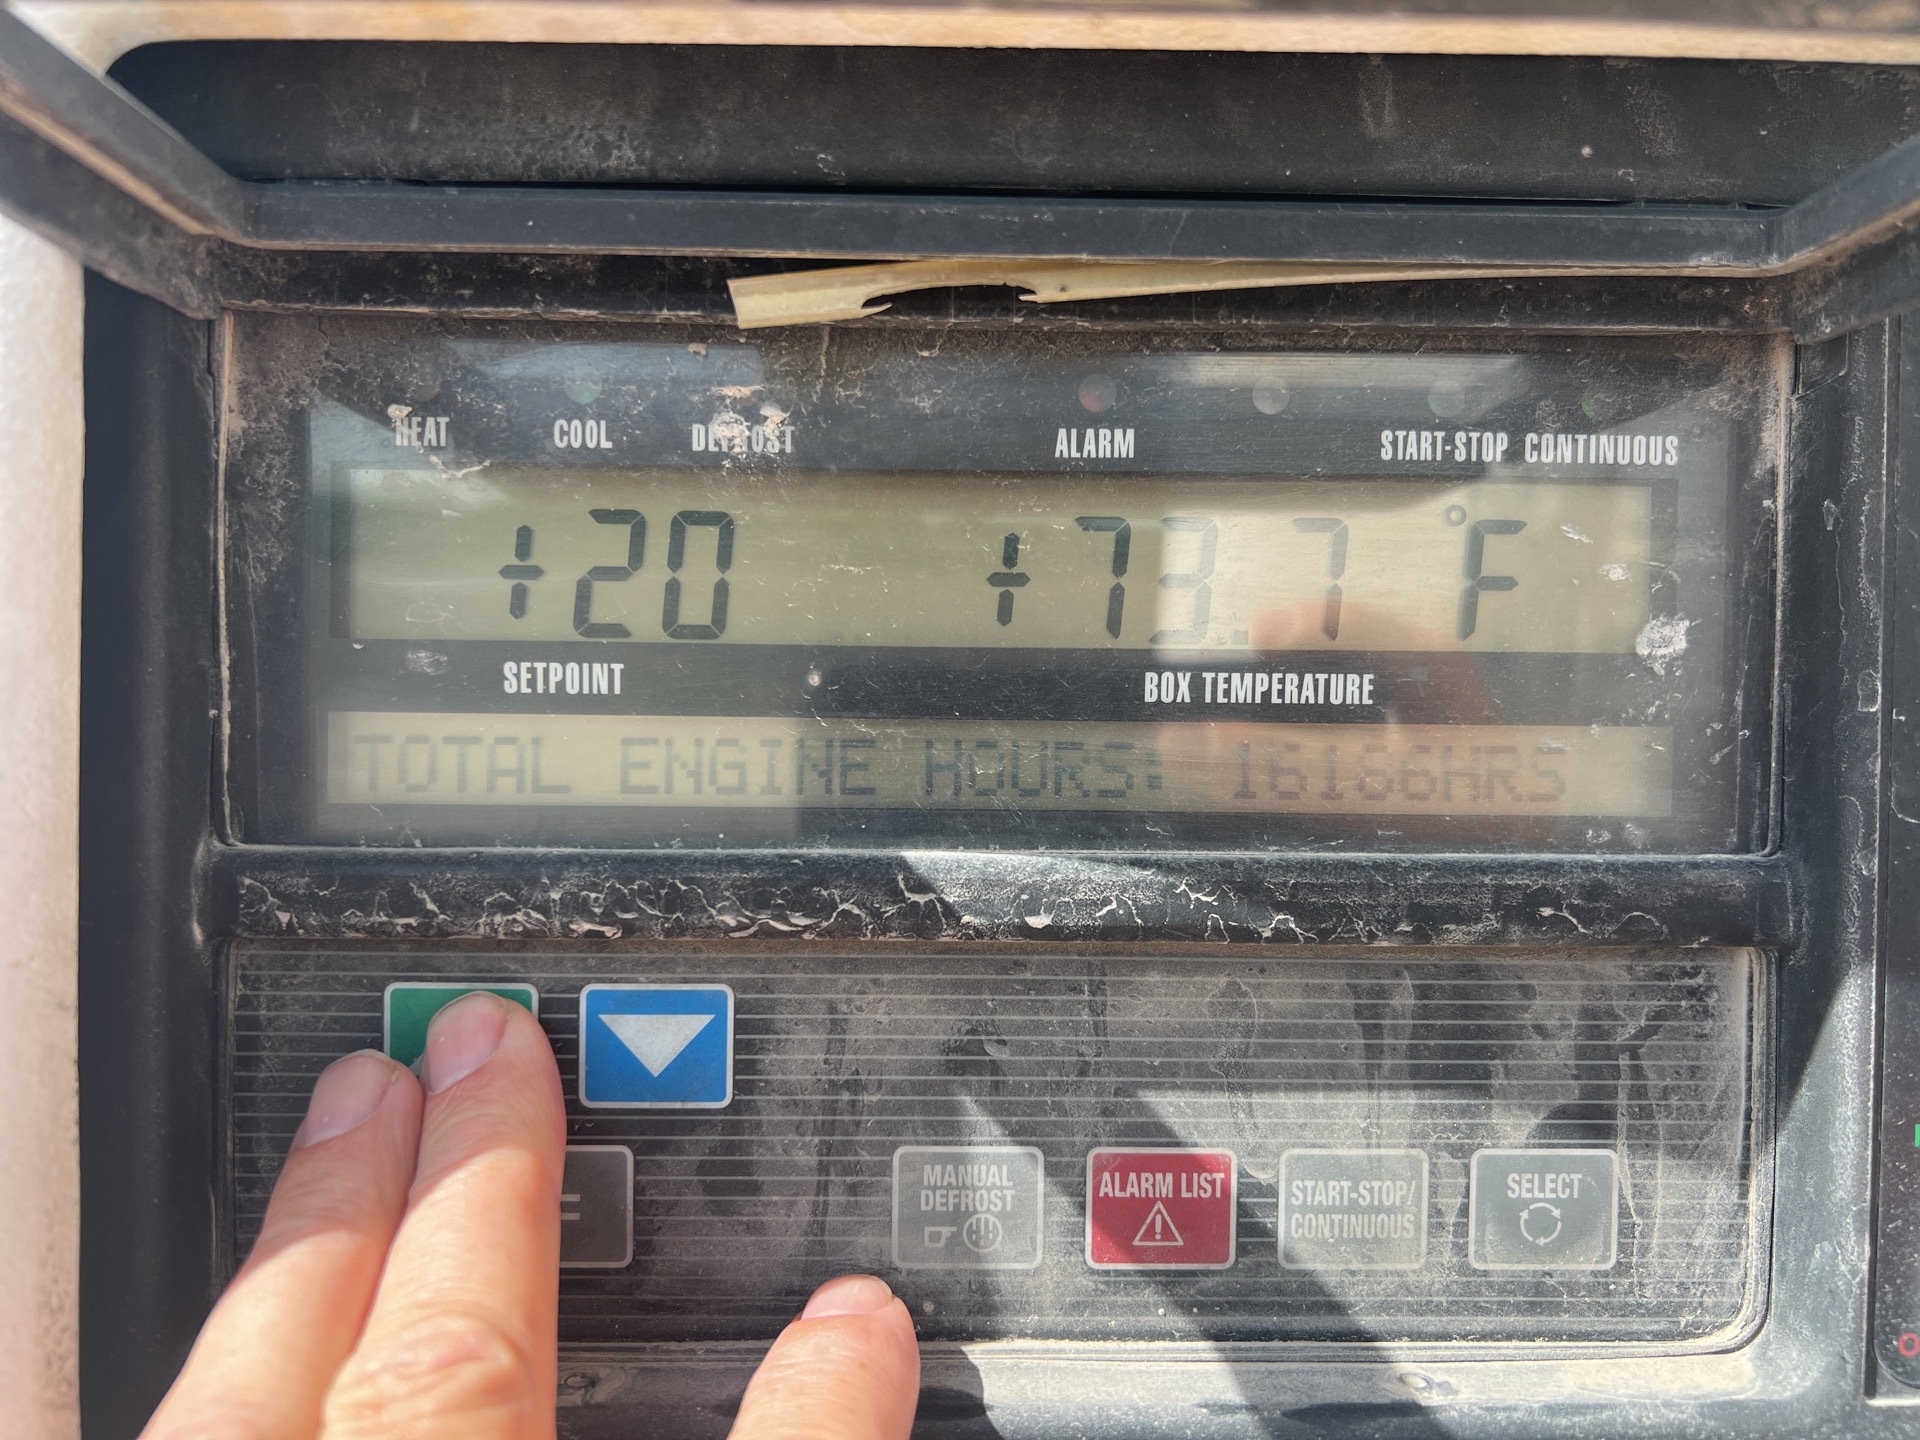 HEAT COOL DEFROST ALARM START-STOP CONTINUOUS
+20 +73.7 °F
SETPOINT BOX TEMPERATURE
TOTAL ENGINE HOURS: 16186HRS
=
MANUAL DEFROST
ALARM LIST
START-STOP/ CONTINUOUS
SELECT